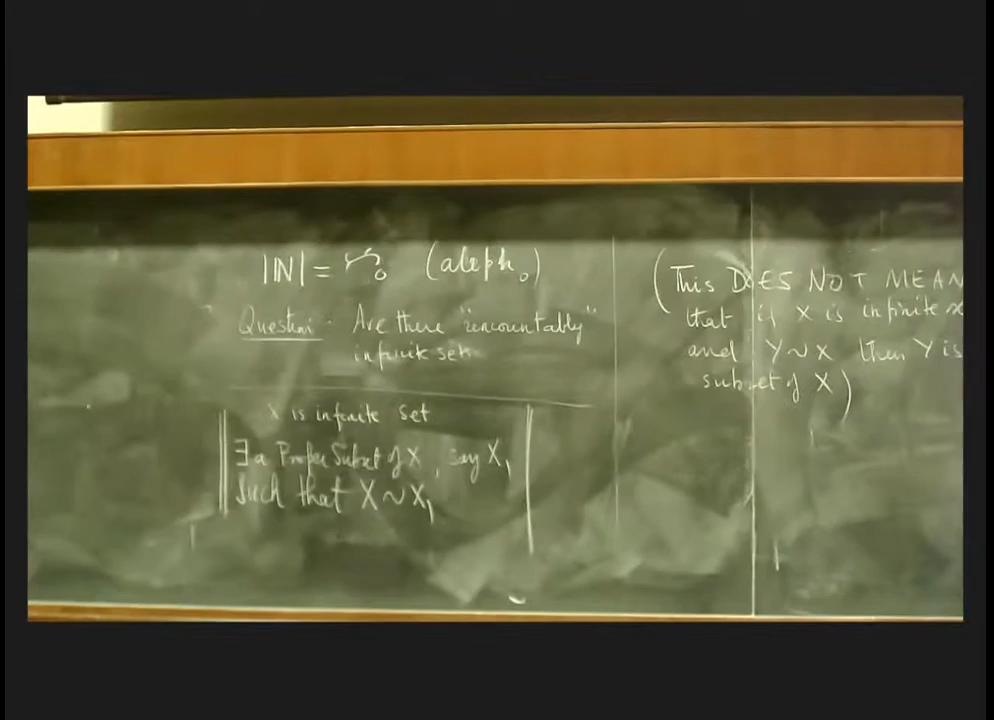 |ℕ| = ℵ₀ (aleph₀)
Question : Are there "uncountably"
infinite sets
X is infinite set
∃ a Proper Subset of X, say X₁
such that X ~ X₁
(This DOES NOT MEAN
that if X is infinite
and Y ~ X then Y is
subset of X)